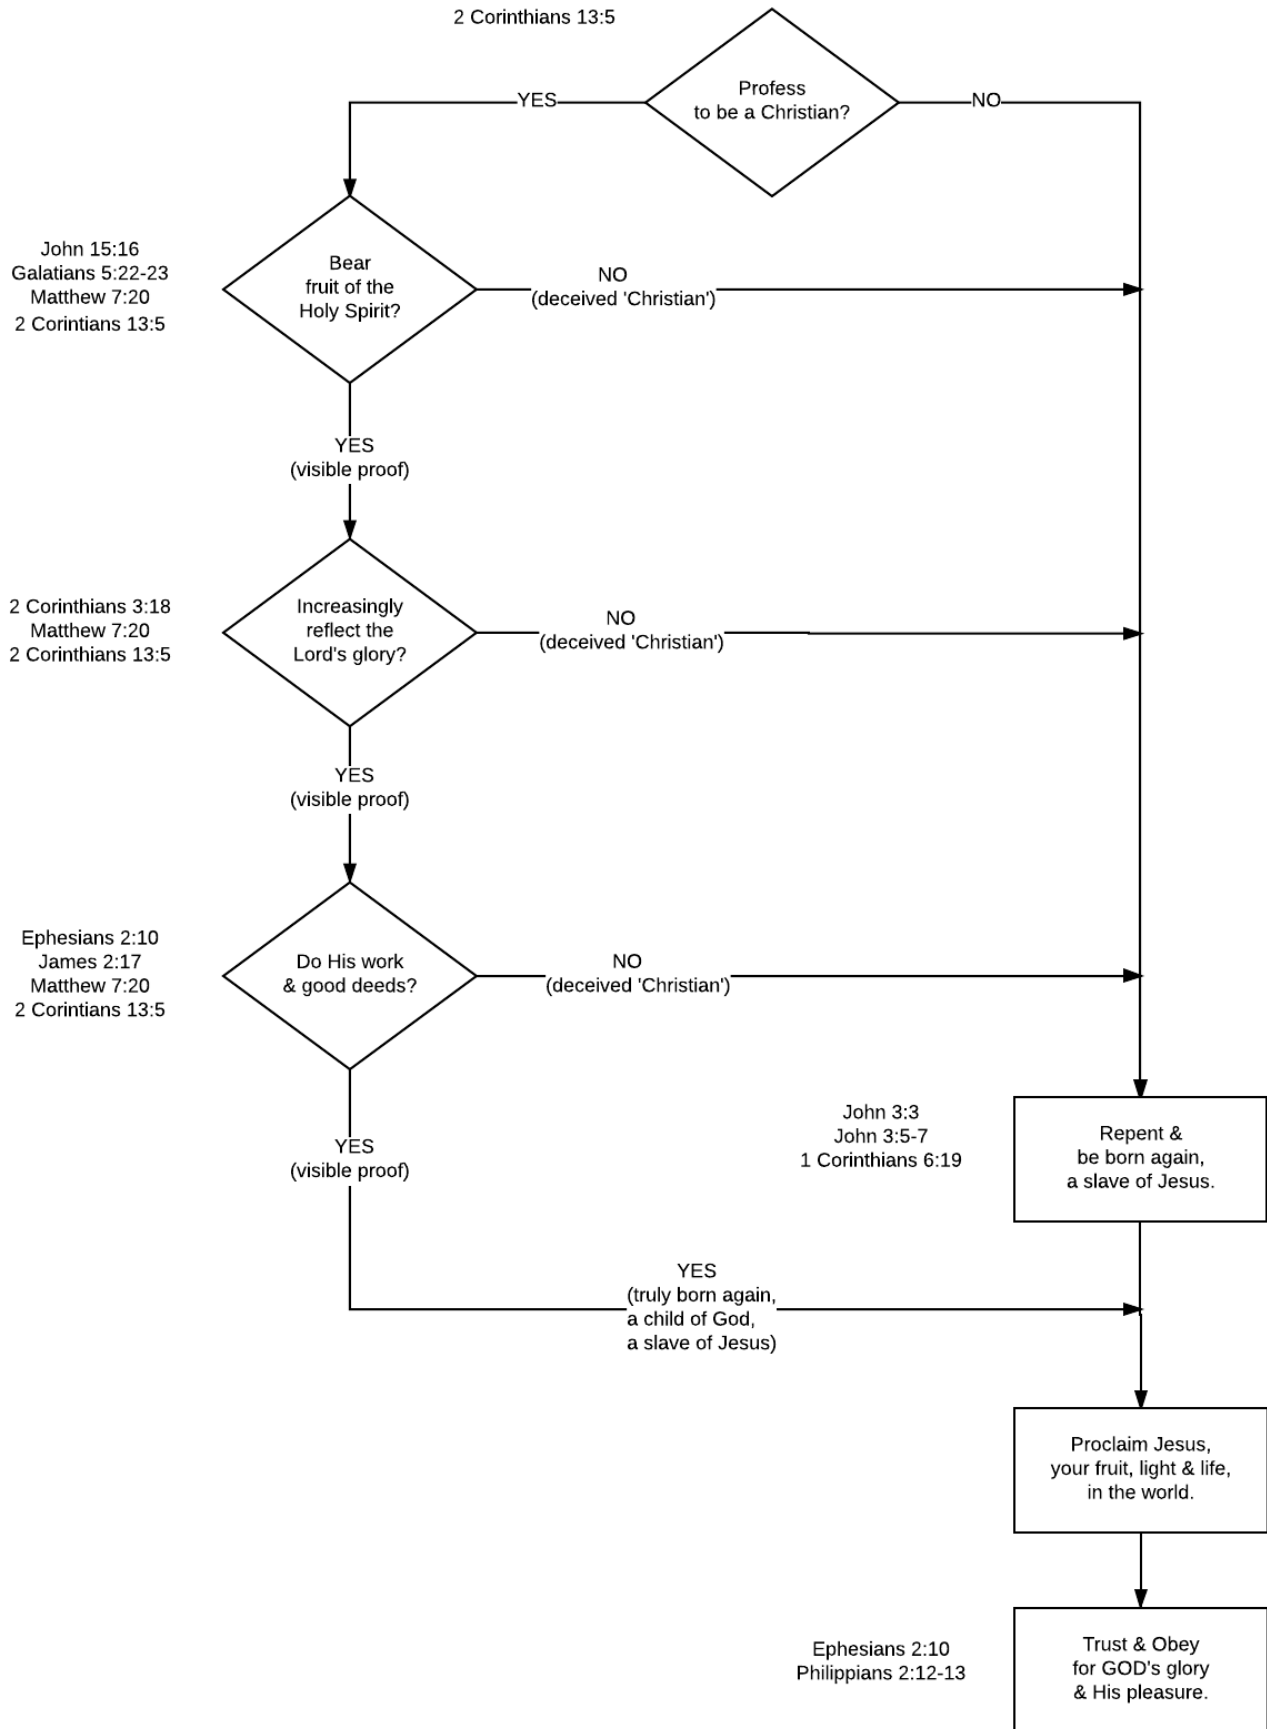 2 Corinthians 13:5
Profess
to be a Christian?
YES
NO
John 15:16
Galatians 5:22-23
Matthew 7:20
2 Corintians 13:5
Bear
fruit of the
Holy Spirit?
NO
(deceived 'Christian')
YES
(visible proof)
2 Corinthians 3:18
Matthew 7:20
2 Corinthians 13:5
Increasingly
reflect the
Lord's glory?
NO
(deceived 'Christian')
YES
(visible proof)
Ephesians 2:10
James 2:17
Matthew 7:20
2 Corintians 13:5
Do His work
& good deeds?
NO
(deceived 'Christian')
YES
(visible proof)
John 3:3
John 3:5-7
1 Corinthians 6:19
Repent &
be born again,
a slave of Jesus.
YES
(truly born again,
a child of God,
a slave of Jesus)
Proclaim Jesus,
your fruit, light & life,
in the world.
Ephesians 2:10
Philippians 2:12-13
Trust & Obey
for GOD's glory
& His pleasure.